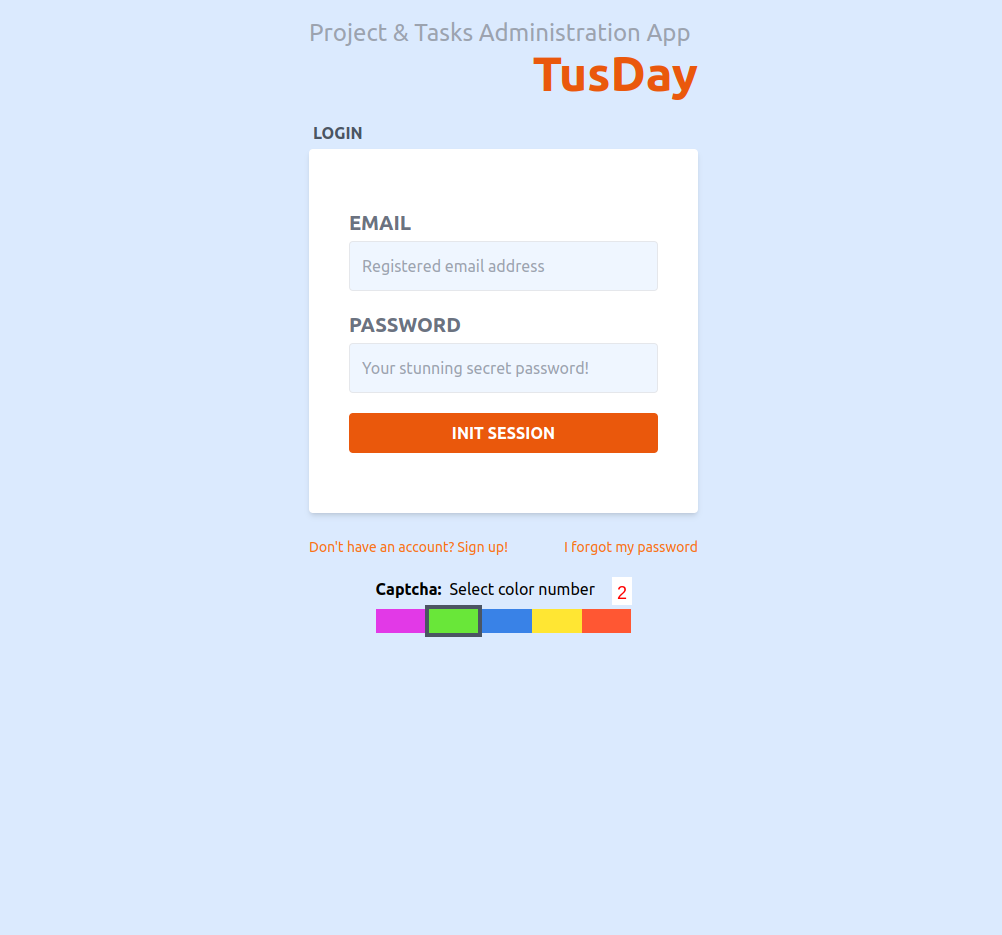 Project & Tasks Administration App
TusDay
LOGIN
EMAIL
Registered email address
PASSWORD
Your stunning secret password!
INIT SESSION
Don't have an account? Sign up! I forgot my password
Captcha: Select color number 2